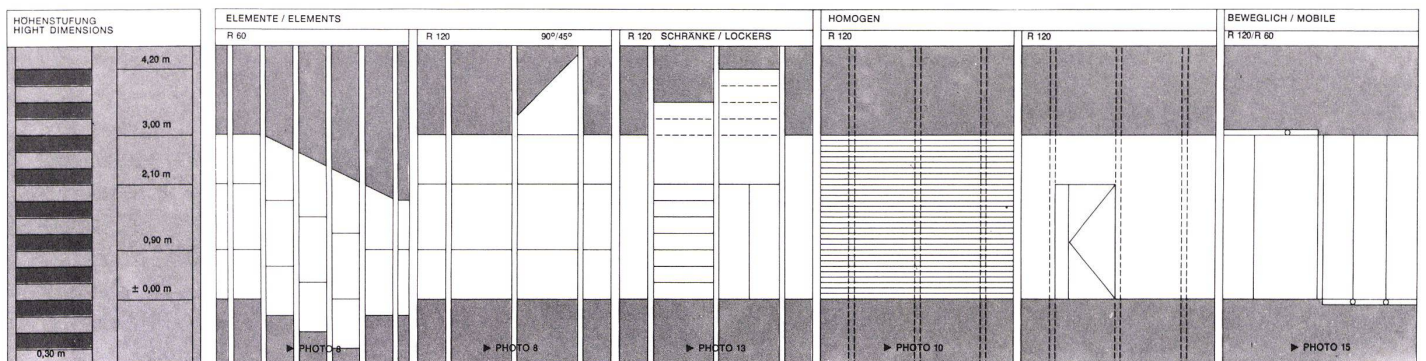 HÖHENSTUFUNG
HIGHT DIMENSIONS
4,20 m
3,00 m
2,10 m
0,90 m
± 0,00 m
0,30 m
ELEMENTE / ELEMENTS
R 60
R 120 90°/45°
R 120 SCHRÄNKE / LOCKERS
▶ PHOTO 8
▶ PHOTO 6
▶ PHOTO 13
HOMOGEN
R 120
R 120
▶ PHOTO 10
BEWEGLICH / MOBILE
R 120/R 60
▶ PHOTO 15